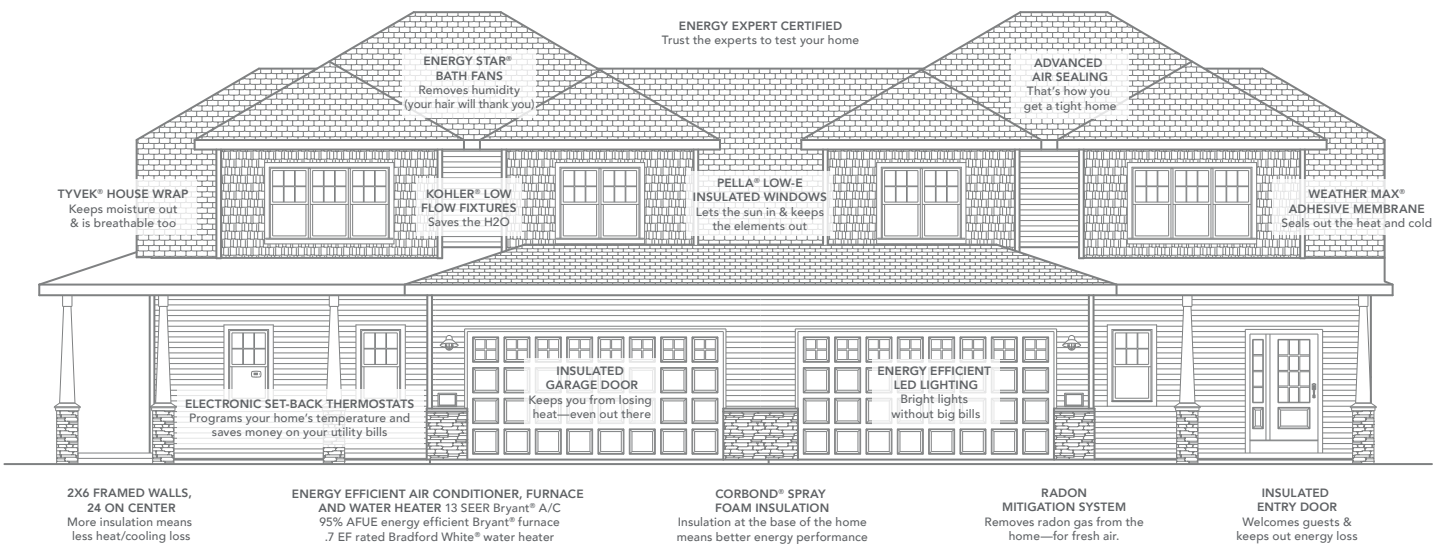 ENERGY EXPERT CERTIFIED
Trust the experts to test your home
ENERGY STAR®
BATH FANS
Removes humidity
(your hair will thank you)
ADVANCED
AIR SEALING
That's how you
get a tight home
TYVEK® HOUSE WRAP
Keeps moisture out
& is breathable too
KOHLER® LOW
FLOW FIXTURES
Saves the H2O
PELLA® LOW-E
INSULATED WINDOWS
Lets the sun in & keeps
the elements out
WEATHER MAX®
ADHESIVE MEMBRANE
Seals out the heat and cold
ELECTRONIC SET-BACK THERMOSTATS
Programs your home's temperature and
saves money on your utility bills
INSULATED
GARAGE DOOR
Keeps you from losing
heat—even out there
ENERGY EFFICIENT
LED LIGHTING
Bright lights
without big bills
2X6 FRAMED WALLS,
24 ON CENTER
More insulation means
less heat/cooling loss
ENERGY EFFICIENT AIR CONDITIONER, FURNACE
AND WATER HEATER 13 SEER Bryant® A/C
95% AFUE energy efficient Bryant® furnace
.7 EF rated Bradford White® water heater
CORBOND® SPRAY
FOAM INSULATION
Insulation at the base of the home
means better energy performance
RADON
MITIGATION SYSTEM
Removes radon gas from the
home—for fresh air.
INSULATED
ENTRY DOOR
Welcomes guests &
keeps out energy loss